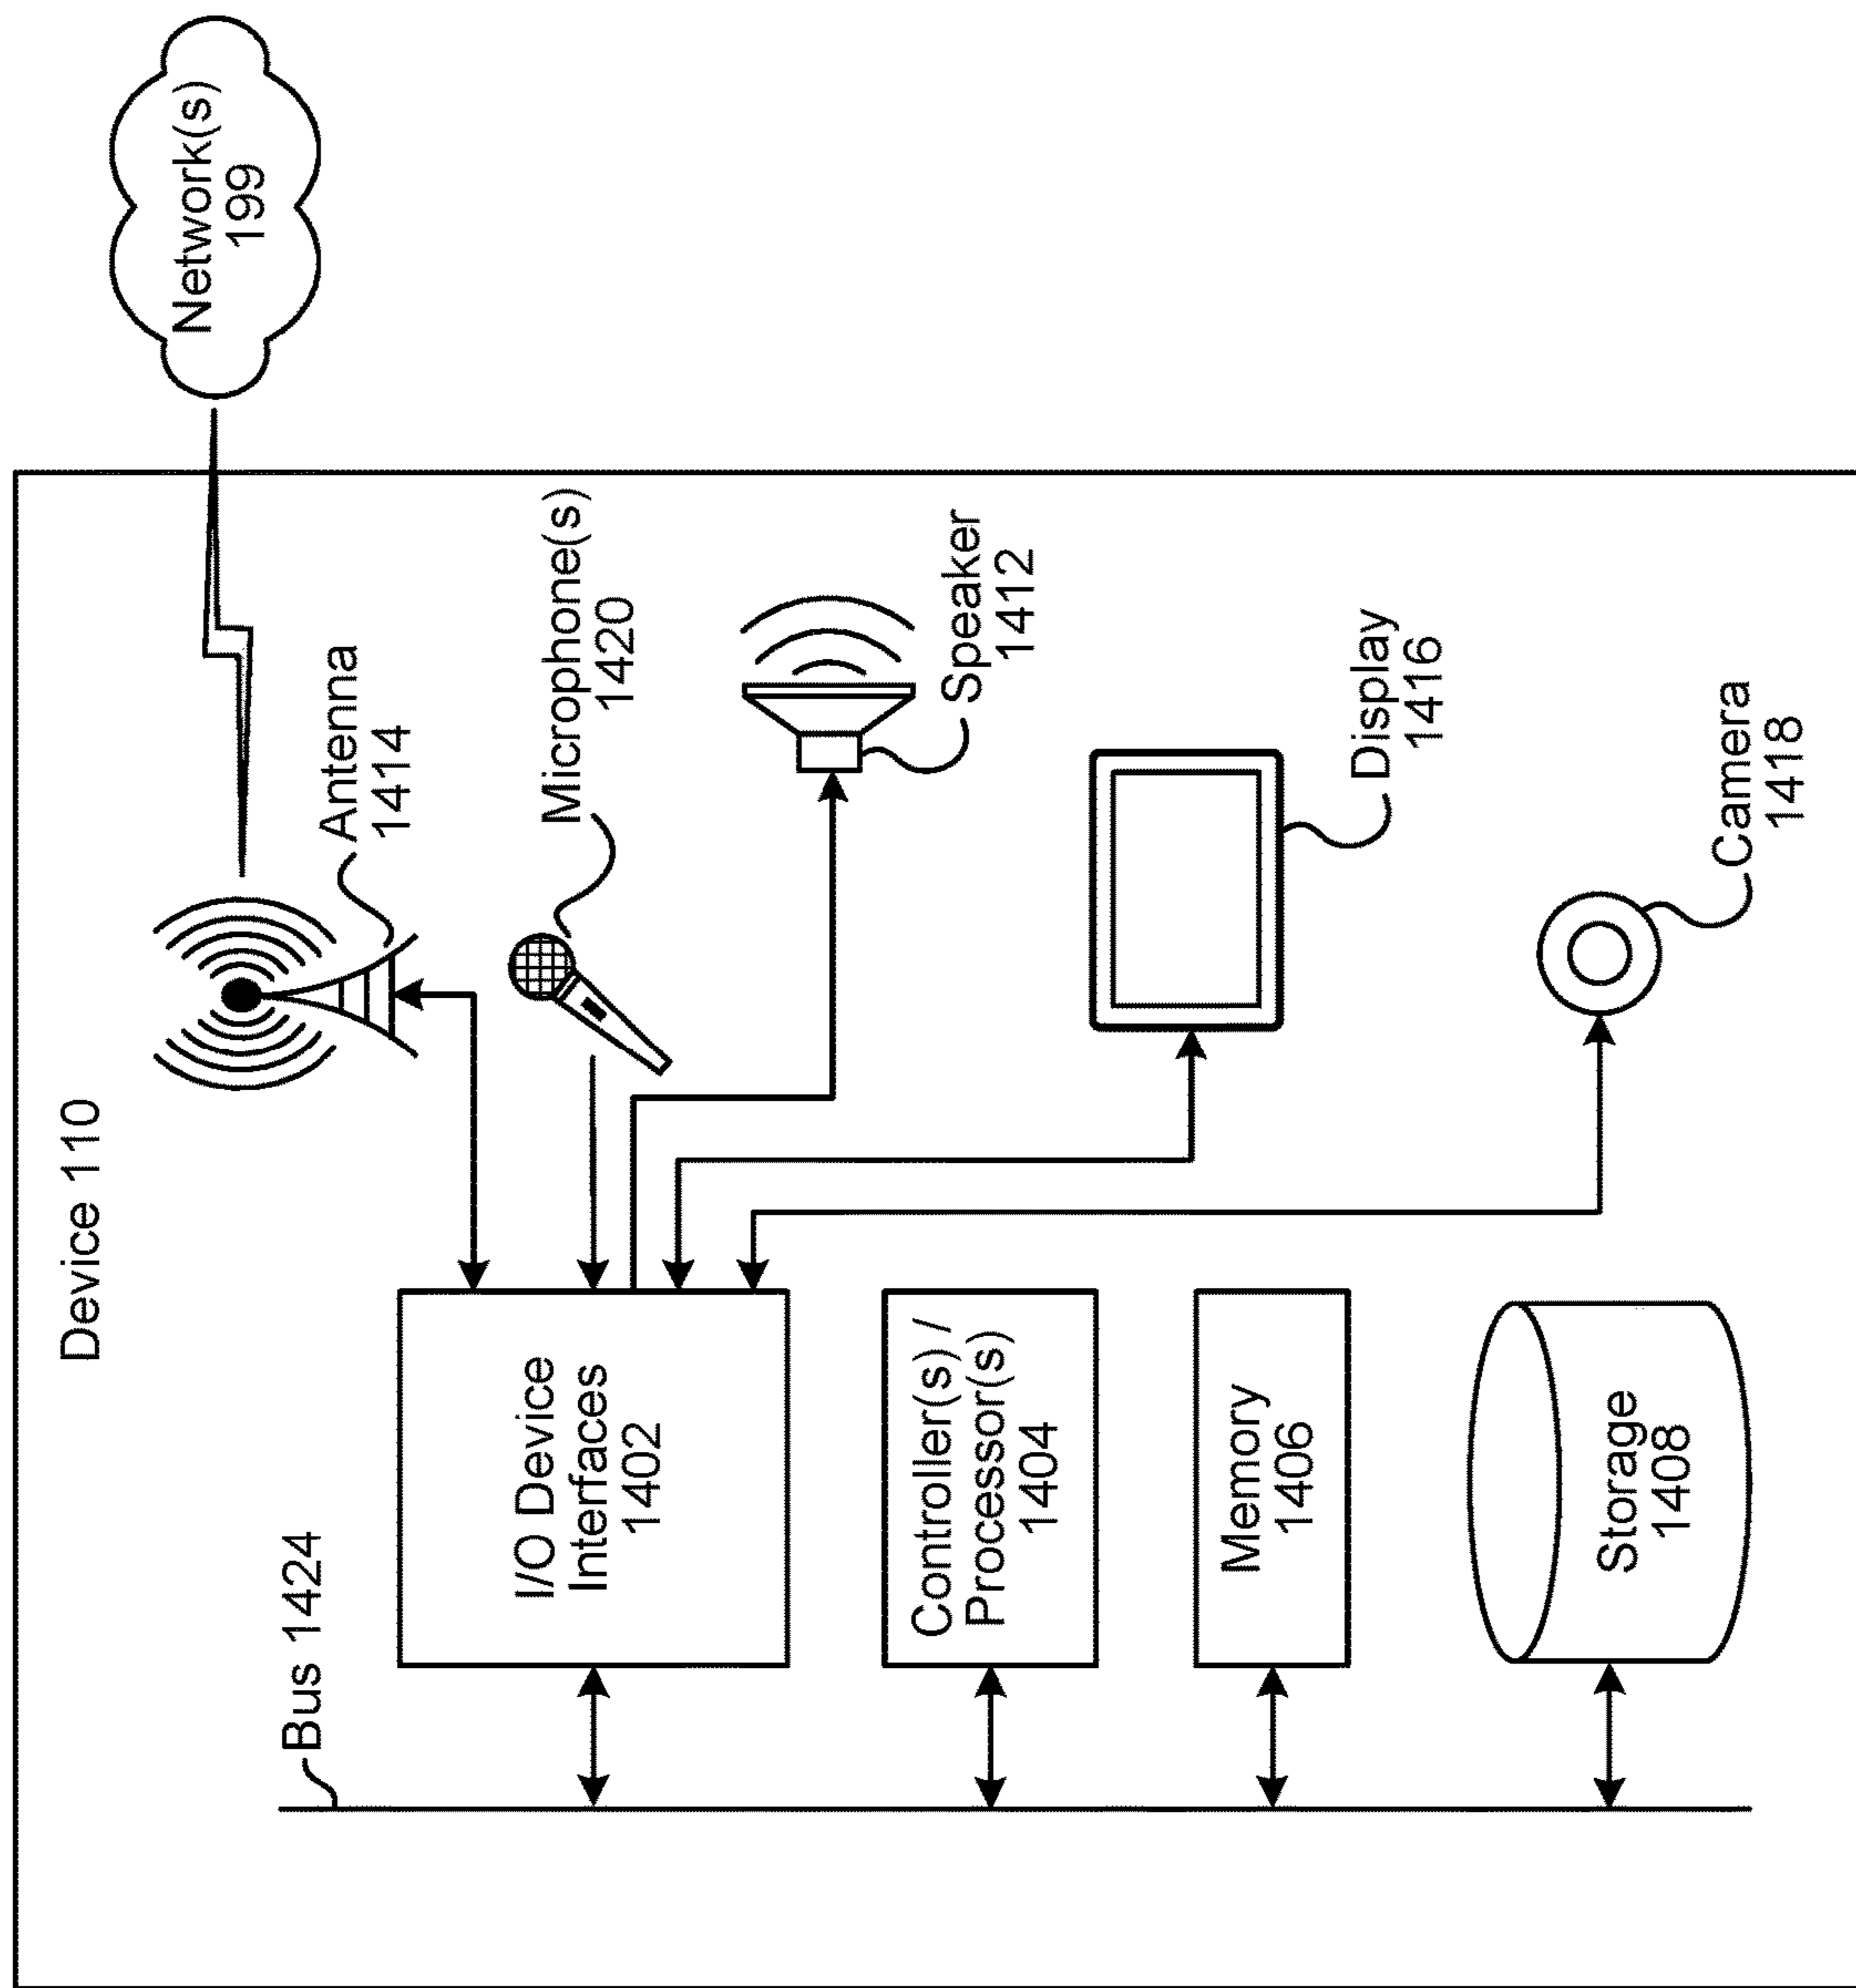 Device 110
Network(s)
199
Antenna
1414
Bus 1424
I/O Device
Interfaces
1402
Microphone(s)
1420
Speaker
1412
Controller(s) /
Processor(s)
1404
Display
1416
Memory
1406
Storage
1408
Camera
1418